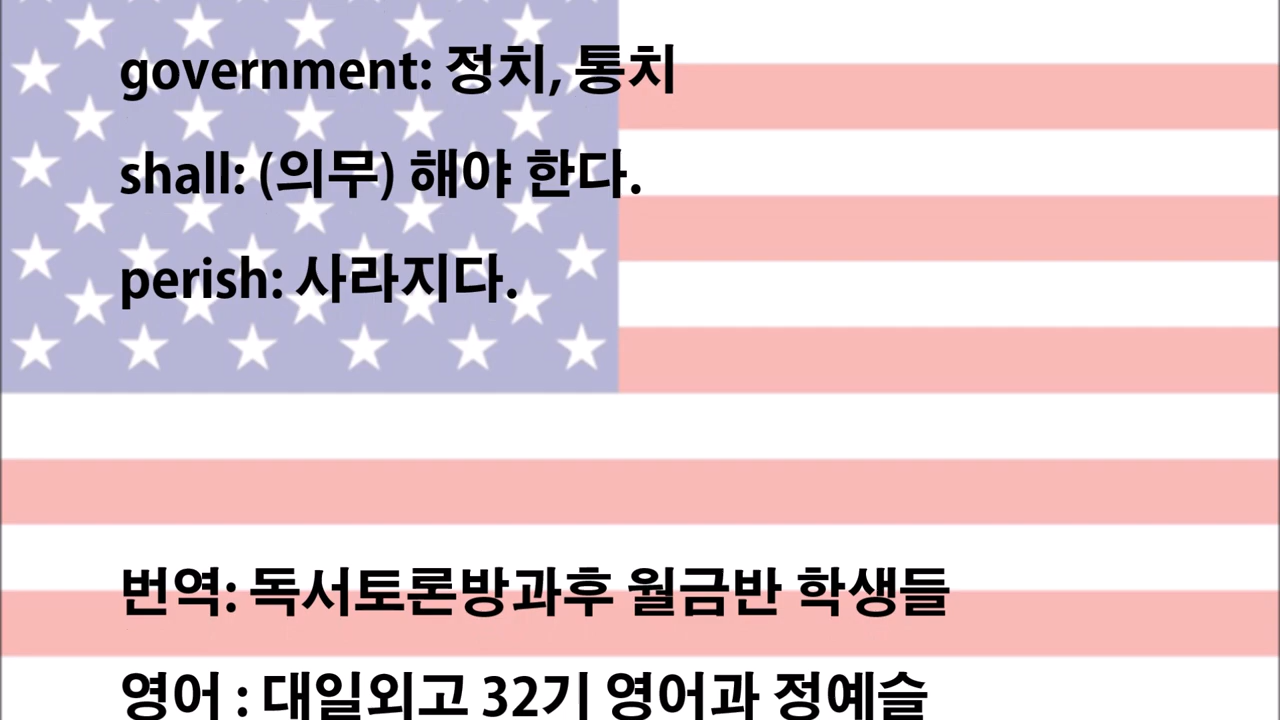 government: 정치, 통치
shall: (의무) 해야 한다.
perish: 사라지다.
번역: 독서토론방과후 월금반 학생들
영어 : 대일외고 32기 영어과 정예슬